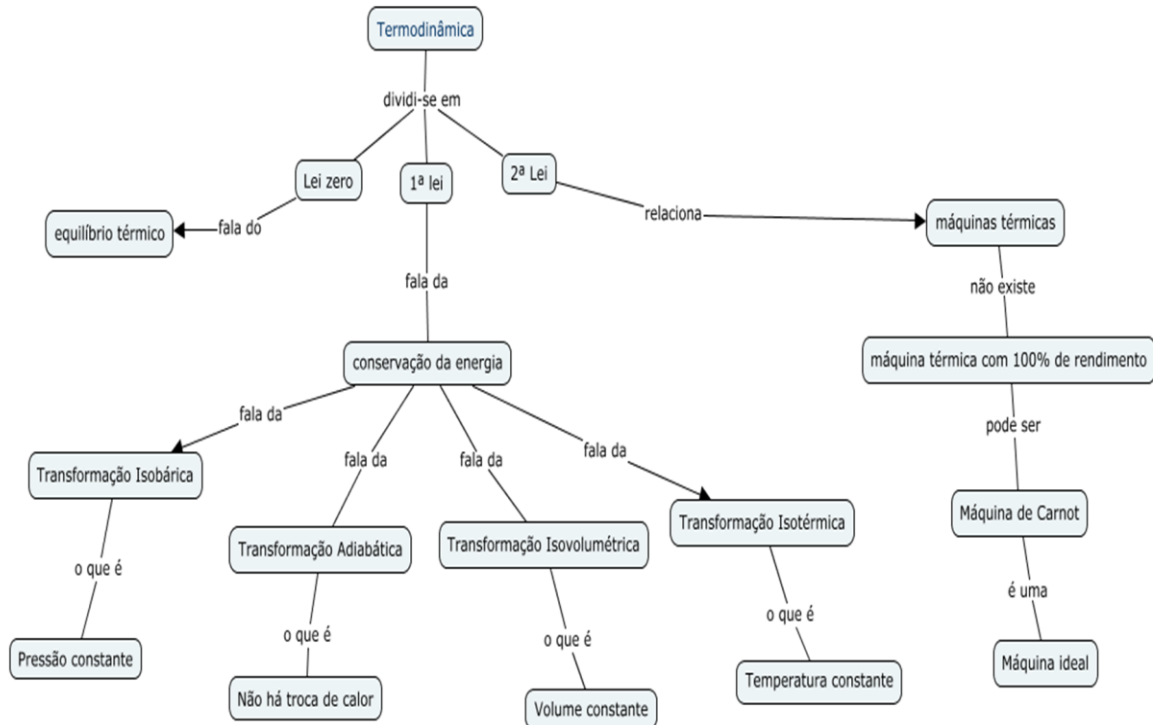 Termodinâmica
dividi-se em
Lei zero
1ª lei
2ª Lei
equilíbrio térmico
fala do
relaciona
máquinas térmicas
fala da
não existe
conservação da energia
máquina térmica com 100% de rendimento
fala da
fala da
fala da
fala da
pode ser
Transformação Isobárica
Transformação Adiabática
Transformação Isovolumétrica
Transformação Isotérmica
Máquina de Carnot
o que é
o que é
o que é
o que é
é uma
Pressão constante
Não há troca de calor
Volume constante
Temperatura constante
Máquina ideal